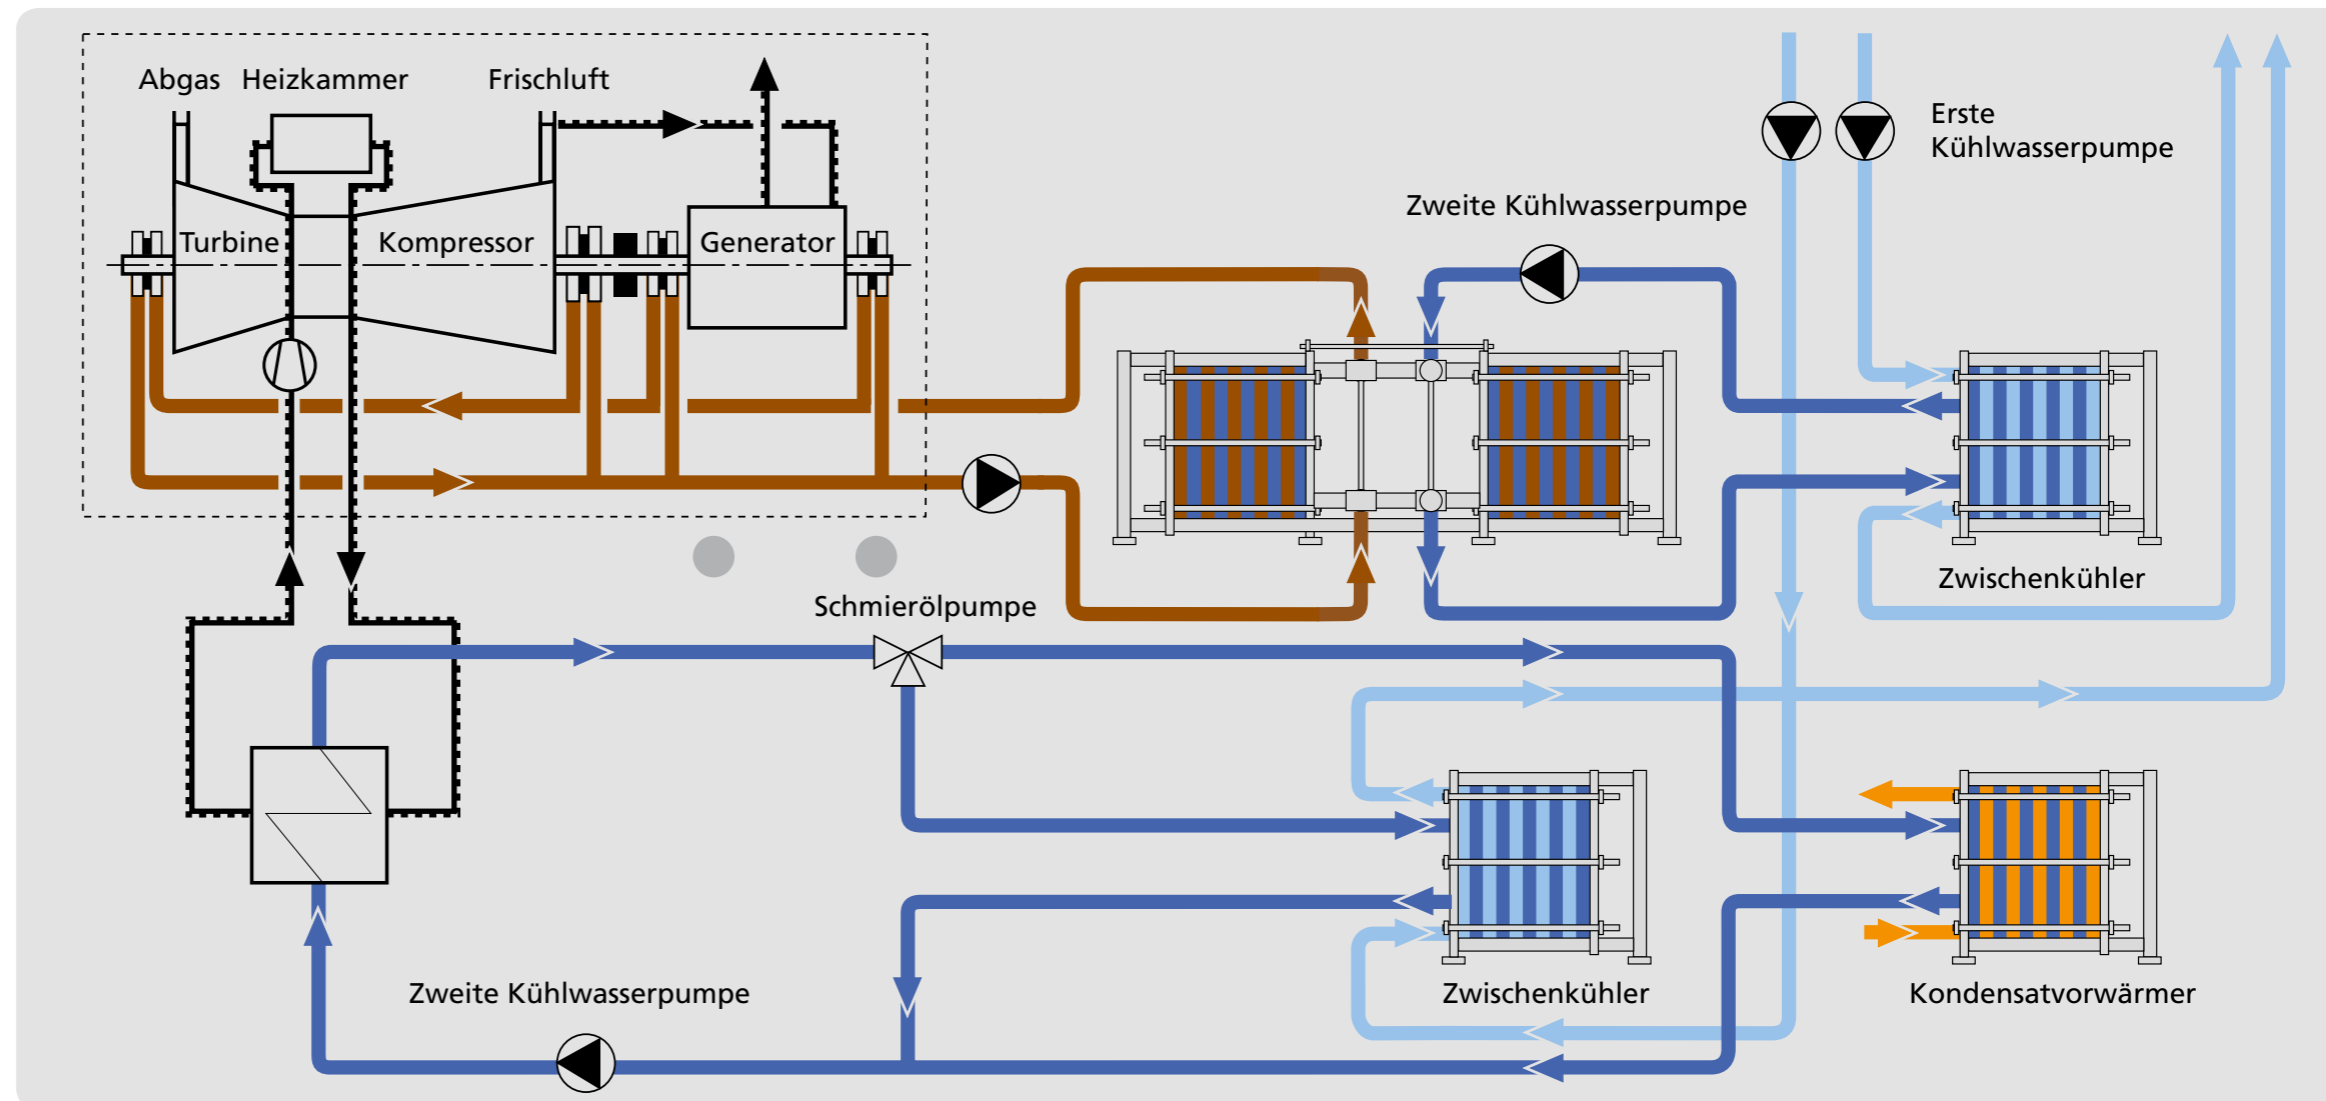 Abgas
Heizkammer
Frischluft
Erste
Kühlwasserpumpe
Zweite Kühlwasserpumpe
Turbine
Kompressor
Generator
Zwischenkühler
Schmierölpumpe
Zweite Kühlwasserpumpe
Zwischenkühler
Kondensatvorwärmer